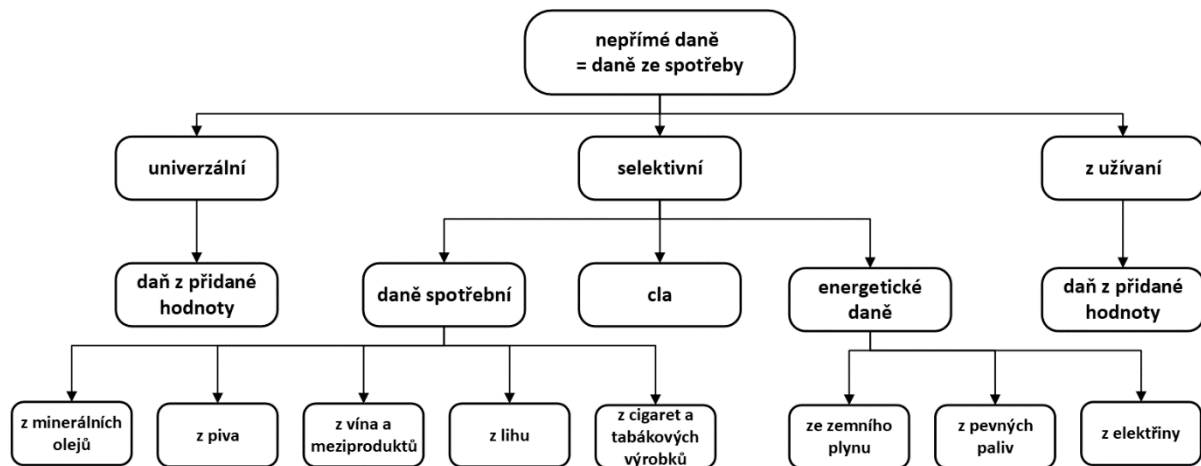 nepřímé daně
= daně ze spotřeby
univerzální
selektivní
z užívaní
daň z přidané
hodnoty
daně spotřební
cla
energetické
daně
daň z přidané
hodnoty
z minerálních
olejů
z piva
z vína a
meziproduktů
z lihu
z cigaret a
tabákových
výrobků
ze zemního
plynu
z pevných
paliv
z elektřiny